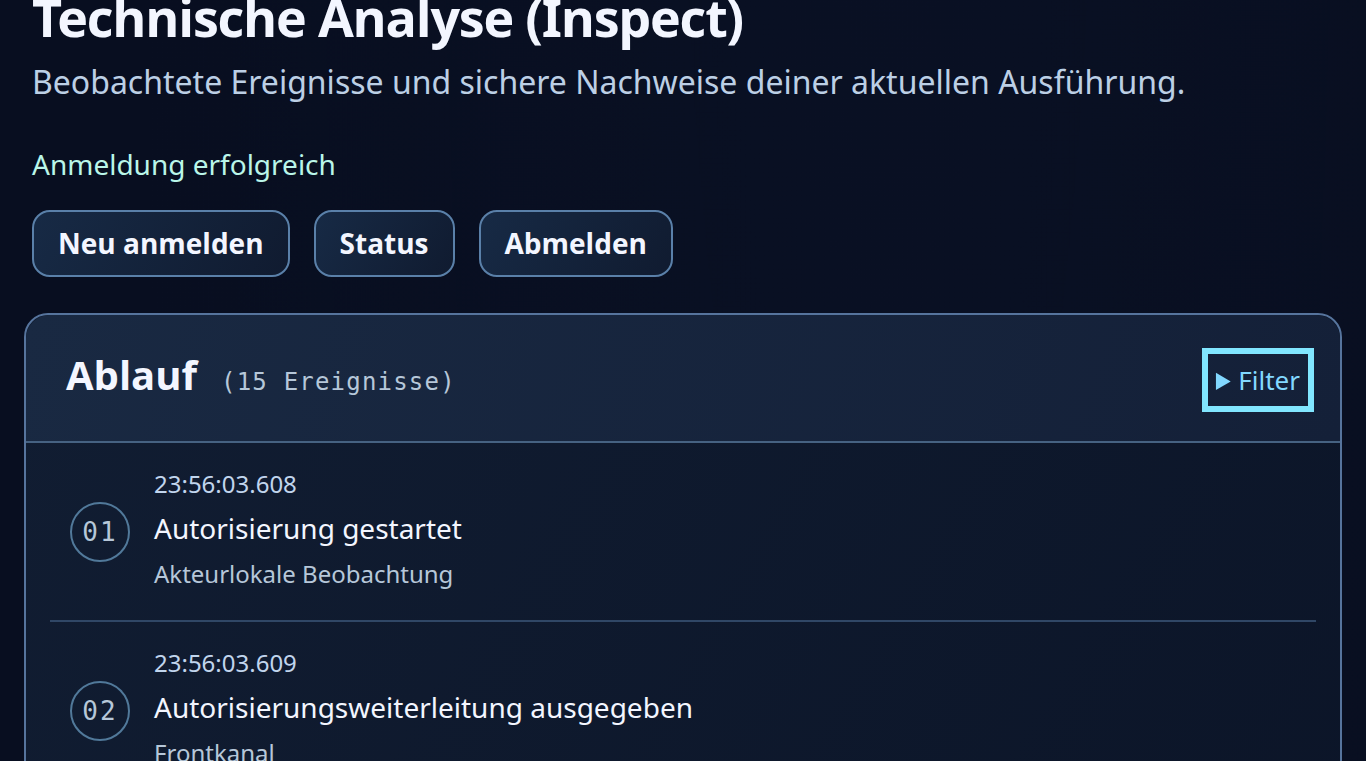 Technische Analyse (Inspect)
Beobachtete Ereignisse und sichere Nachweise deiner aktuellen Ausführung.
Anmeldung erfolgreich
Neu anmelden Status Abmelden
Ablauf (15 Ereignisse) ▶ Filter
23:56:03.608
01 Autorisierung gestartet
Akteurlokale Beobachtung
23:56:03.609
02 Autorisierungsweiterleitung ausgegeben
Frontkanal